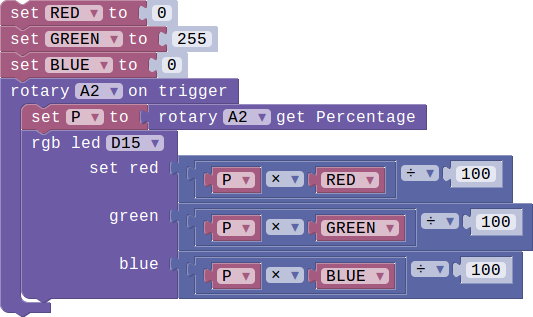 set RED ▾ to 0
set GREEN ▾ to 255
set BLUE ▾ to 0
rotary A2 ▾ on trigger
set P ▾ to rotary A2 ▾ get Percentage
rgb led D15 ▾
set red P ▾ × ▾ RED ▾ ÷ ▾ 100
green P ▾ × ▾ GREEN ▾ ÷ ▾ 100
blue P ▾ × ▾ BLUE ▾ ÷ ▾ 100